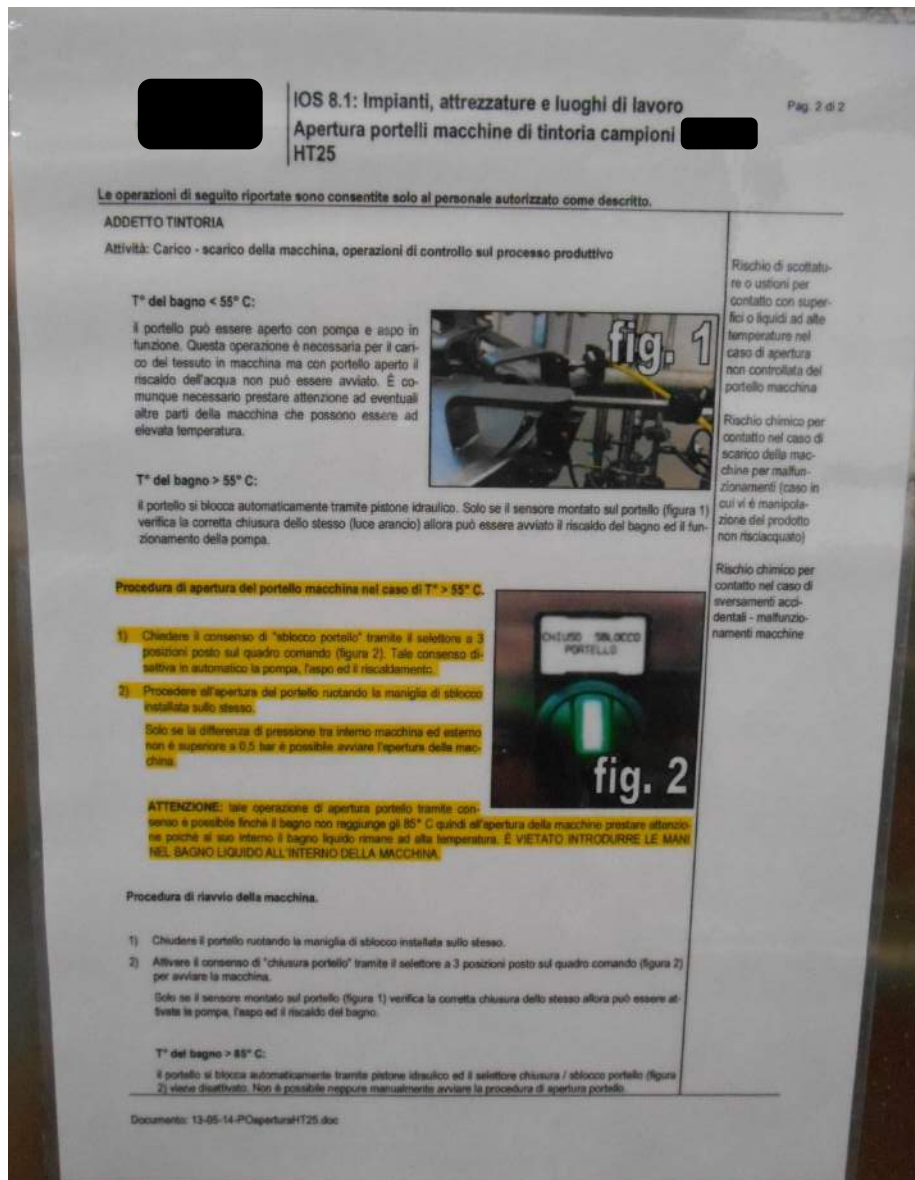 IOS 8.1: Impianti, attrezzature e luoghi di lavoro
Pag. 2 di 2
Apertura portelli macchine di tintoria campioni
HT25
Le operazioni di seguito riportate sono consentite solo al personale autorizzato come descritto.
ADDETTO TINTORIA
Attività: Carico - scarico della macchina, operazioni di controllo sul processo produttivo
T° del bagno < 55° C:
il portello può essere aperto con pompa e aspo in
funzione. Questa operazione è necessaria per il cari-
co del tessuto in macchina ma con portello aperto il
riscaldo dell'acqua non può essere avviato. È co-
munque necessario prestare attenzione ad eventuali
altre parti della macchina che possono essere ad
elevata temperatura.
fig. 1
T° del bagno > 55° C:
il portello si blocca automaticamente tramite pistone idraulico. Solo se il sensore montato sul portello (figura 1)
verifica la corretta chiusura dello stesso (luce arancio) allora può essere avviato il riscaldo del bagno ed il fun-
zionamento della pompa.
Procedura di apertura del portello macchina nel caso di T° > 55° C.
1) Chiedere il consenso di "sblocco portello" tramite il selettore a 3
posizioni posto sul quadro comando (figura 2). Tale consenso di-
sattiva in automatico la pompa, l'aspo ed il riscaldamento.
2) Procedere all'apertura del portello ruotando la maniglia di sblocco
installata sullo stesso.
Solo se la differenza di pressione tra interno macchina ed esterno
non è superiore a 0,5 bar è possibile avviare l'apertura della mac-
china.
CHIUSO SBLOCCO
PORTELLO
fig. 2
ATTENZIONE: tale operazione di apertura portello tramite con-
senso è possibile finché il bagno non raggiunge gli 85° C quindi all'apertura della macchine prestare attenzio-
ne poiché al suo interno il bagno liquido rimane ad alta temperatura. È VIETATO INTRODURRE LE MANI
NEL BAGNO LIQUIDO ALL'INTERNO DELLA MACCHINA.
Procedura di riavvio della macchina.
1) Chiudere il portello ruotando la maniglia di sblocco installata sullo stesso.
2) Attivare il consenso di "chiusura portello" tramite il selettore a 3 posizioni posto sul quadro comando (figura 2)
per avviare la macchina.
Solo se il sensore montato sul portello (figura 1) verifica la corretta chiusura dello stesso allora può essere at-
tivata la pompa, l'aspo ed il riscaldo del bagno.
T° del bagno > 85° C:
il portello si blocca automaticamente tramite pistone idraulico ed il selettore chiusura / sblocco portello (figura
2) viene disattivato. Non è possibile neppure manualmente avviare la procedura di apertura portello.
Rischio di scottatu-
re o ustioni per
contatto con super-
fici o liquidi ad alte
temperature nel
caso di apertura
non controllata del
portello macchina
Rischio chimico per
contatto nel caso di
scarico della mac-
chine per malfun-
zionamenti (caso in
cui vi è manipola-
zione del prodotto
non risciacquato)
Rischio chimico per
contatto nel caso di
sversamenti acci-
dentali - malfunzio-
namenti macchine
Documento: 13-05-14-POaperturaHT25.doc